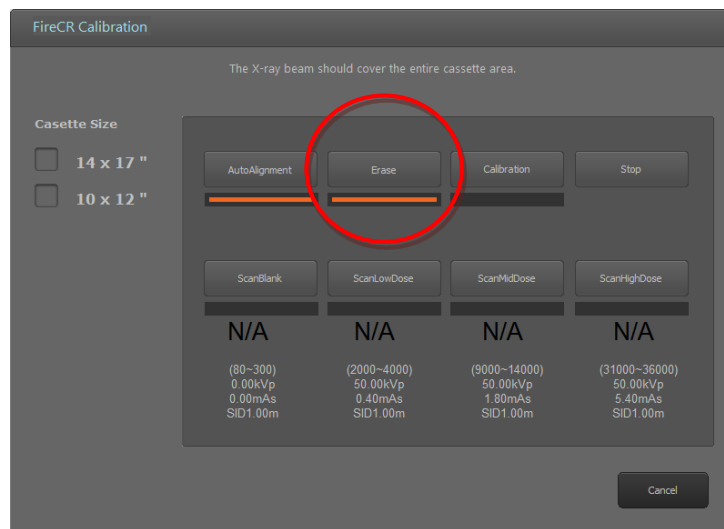 FireCR Calibration
The X-ray beam should cover the entire cassette area.
Casette Size
14 x 17 "
10 x 12 "
AutoAlignment Erase Calibration Stop
ScanBlank ScanLowDose ScanMidDose ScanHighDose
N/A N/A N/A N/A
(80~300) (2000~4000) (9000~14000) (31000~36000)
0.00kVp 50.00kVp 50.00kVp 50.00kVp
0.00mAs 0.40mAs 1.80mAs 5.40mAs
SID1.00m SID1.00m SID1.00m SID1.00m
Cancel